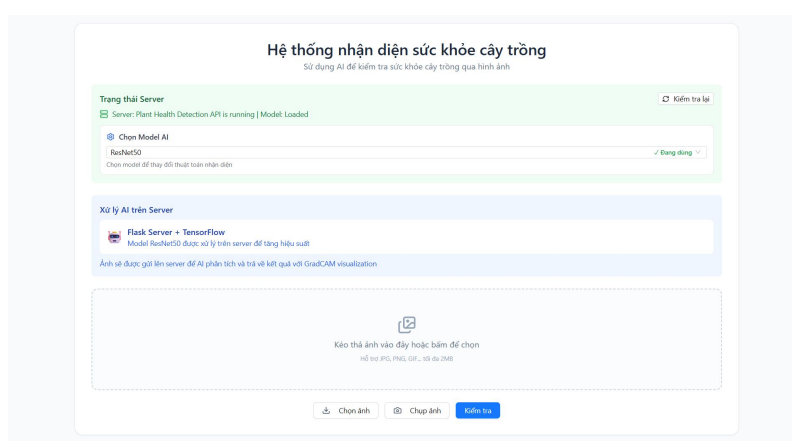 Hệ thống nhận diện sức khỏe cây trồng
Sử dụng AI để kiểm tra sức khỏe cây trồng qua hình ảnh
Trạng thái Server
Kiểm tra lại
Server: Plant Health Detection API is running | Model: Loaded
Chọn Model AI
ResNet50
✓ Đang dùng
Chọn model để thay đổi thuật toán nhận diện
Xử lý AI trên Server
Flask Server + TensorFlow
Model ResNet50 được xử lý trên server để tăng hiệu suất
Ảnh sẽ được gửi lên server để AI phân tích và trả về kết quả với GradCAM visualization
Kéo thả ảnh vào đây hoặc bấm để chọn
Hỗ trợ JPG, PNG, GIF... tối đa 2MB
Chọn ảnh
Chụp ảnh
Kiểm tra